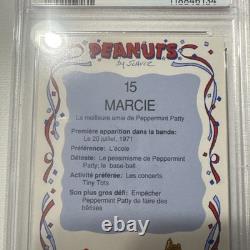 118846134
PEANUTS
by SCHULZ
15
MARCIE
La meilleure amie de Peppermint Patty
Première apparition dans la bande:
Le 20 juillet, 1971
Préférence: L'école
Déteste: Le pessimisme de Peppermint
Patty; le base-ball
Activité préferée: Les concerts
Tiny Tots
Son plus gros défi: Empêcher
Peppermint Patty de faire des
bêtises